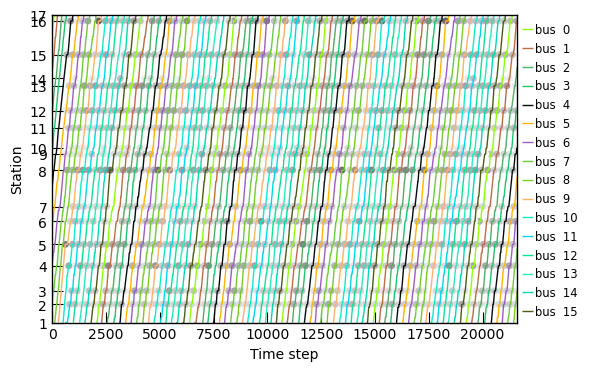 17
16
15
14
13
12
11
10
9
8
7
6
5
4
3
2
1
Station
0 2500 5000 7500 10000 12500 15000 17500 20000
Time step
bus 0
bus 1
bus 2
bus 3
bus 4
bus 5
bus 6
bus 7
bus 8
bus 9
bus 10
bus 11
bus 12
bus 13
bus 14
bus 15